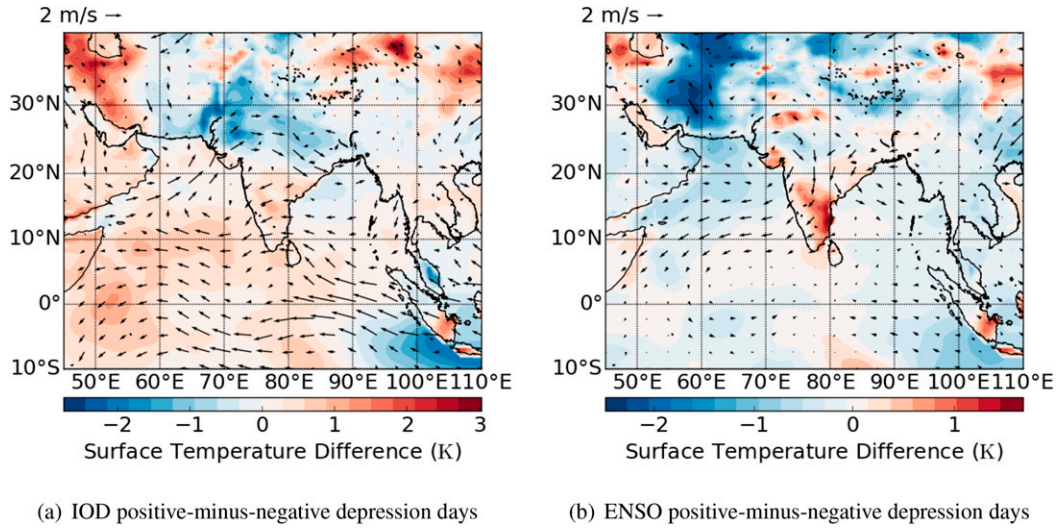 2 m/s →
30°N
20°N
10°N
0°
10°S
50°E 60°E 70°E 80°E 90°E 100°E 110°E
−2 −1 0 1 2 3
Surface Temperature Difference (K)
(a) IOD positive-minus-negative depression days
2 m/s →
30°N
20°N
10°N
0°
10°S
50°E 60°E 70°E 80°E 90°E 100°E110°E
−2 −1 0 1
Surface Temperature Difference (K)
(b) ENSO positive-minus-negative depression days